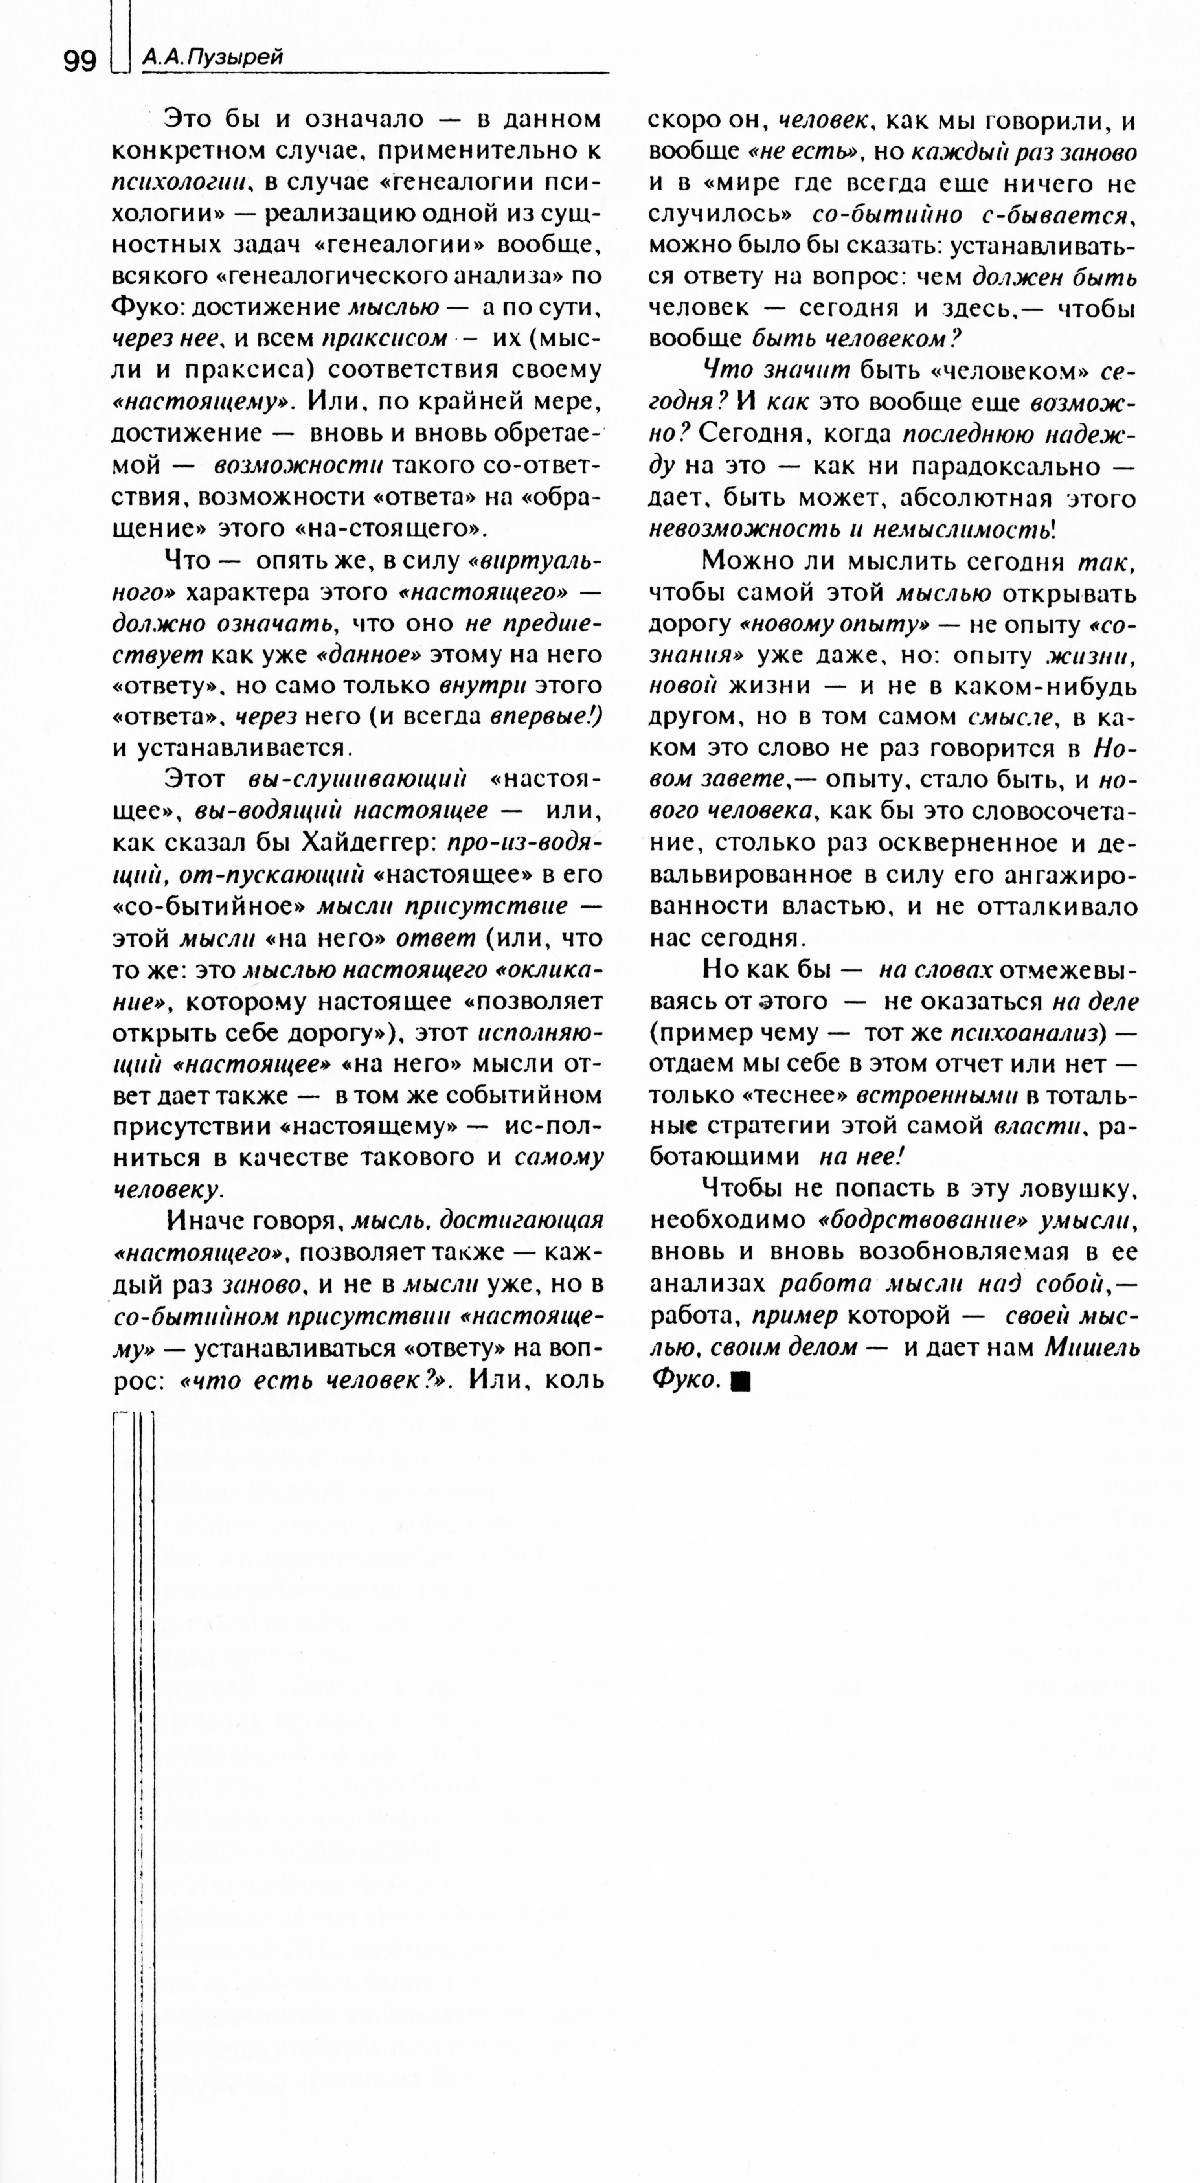 99
А.А.Пузырей
Это бы и означало — в данном
конкретном случае, применительно к
психологии, в случае «генеалогии пси-
хологии» — реализацию одной из сущ-
ностных задач «генеалогии» вообще,
всякого «генеалогического анализа» по
Фуко: достижение мыслью — а по сути,
через нее, и всем праксисом — их (мыс-
ли и праксиса) соответствия своему
«настоящему». Или, по крайней мере,
достижение — вновь и вновь обретае-
мой — возможности такого со-ответ-
ствия, возможности «ответа» на «обра-
щение» этого «на-стоящего».
Что — опять же, в силу «виртуаль-
ного» характера этого «настоящего» —
должно означать, что оно не предше-
ствует как уже «данное» этому на него
«ответу», но само только внутри этого
«ответа», через него (и всегда впервые!)
и устанавливается.
Этот вы-слушивающий «настоя-
щее», вы-водящий настоящее — или,
как сказал бы Хайдеггер: про-из-водя-
щий, от-пускающий «настоящее» в его
«со-бытийное» мысли присутствие —
этой мысли «на него» ответ (или, что
то же: это мыслью настоящего «оклика-
ние», которому настоящее «позволяет
открыть себе дорогу»), этот исполняю-
щий «настоящее» «на него» мысли от-
вет дает также — в том же событийном
присутствии «настоящему» — ис-пол-
ниться в качестве такового и самому
человеку.
Иначе говоря, мысль, достигающая
«настоящего», позволяет также — каж-
дый раз заново, и не в мысли уже, но в
со-бытийном присутствии «настояще-
му» — устанавливаться «ответу» на воп-
рос: «что есть человек?». Или, коль
скоро он, человек, как мы говорили, и
вообще «не есть», но каждый раз заново
и в «мире где всегда еще ничего не
случилось» со-бытийно с-бывается,
можно было бы сказать: устанавливать-
ся ответу на вопрос: чем должен быть
человек — сегодня и здесь,— чтобы
вообще быть человеком?
Что значит быть «человеком» се-
годня? И как это вообще еще возмож-
но? Сегодня, когда последнюю надеж-
ду на это — как ни парадоксально —
дает, быть может, абсолютная этого
невозможность и немыслимость!
Можно ли мыслить сегодня так,
чтобы самой этой мыслью открывать
дорогу «новому опыту» — не опыту «со-
знания» уже даже, но: опыту жизни,
новой жизни — и не в каком-нибудь
другом, но в том самом смысле, в ка-
ком это слово не раз говорится в Но-
вом завете,— опыту, стало быть, и но-
вого человека, как бы это словосочета-
ние, столько раз оскверненное и де-
вальвированное в силу его ангажиро-
ванности властью, и не отталкивало
нас сегодня.
Но как бы — на словах отмежевы-
ваясь от этого — не оказаться на деле
(пример чему — тот же психоанализ) —
отдаем мы себе в этом отчет или нет —
только «теснее» встроенными в тоталь-
ные стратегии этой самой власти, ра-
ботающими на нее!
Чтобы не попасть в эту ловушку,
необходимо «бодрствование» умысли,
вновь и вновь возобновляемая в ее
анализах работа мысли над собой,—
работа, пример которой — своей мыс-
лью, своим делом — и дает нам Мишель
Фуко.